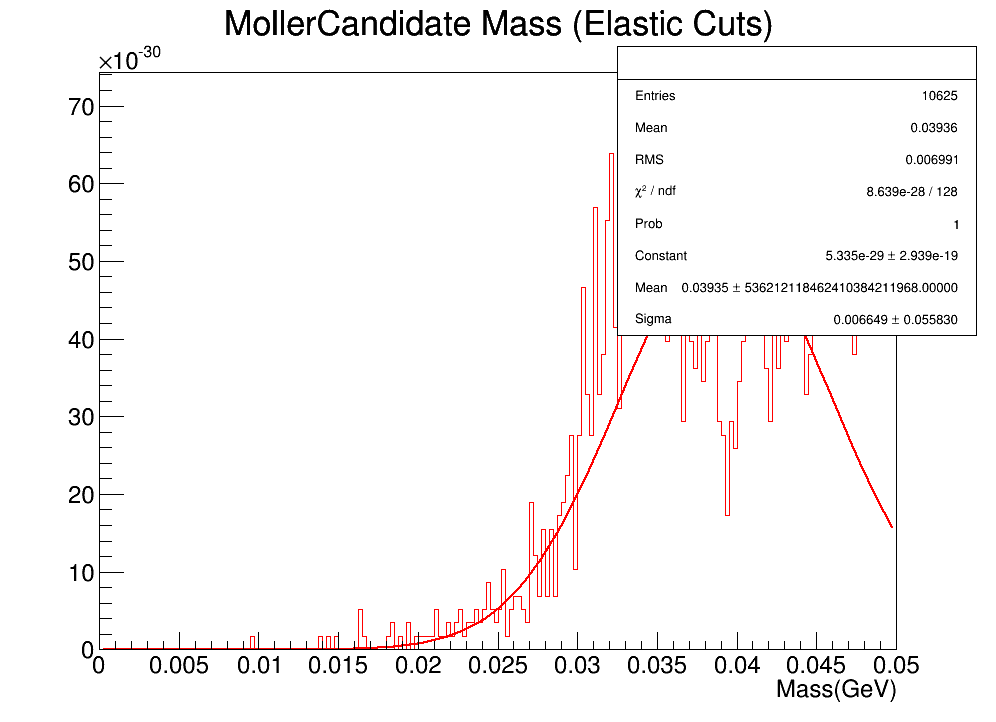 MollerCandidate Mass (Elastic Cuts)
×10-30
Entries 10625
Mean 0.03936
RMS 0.006991
χ² / ndf 8.639e-28 / 128
Prob 1
Constant 5.335e-29 ± 2.939e-19
Mean 0.03935 ± 536212118462410384211968.00000
Sigma 0.006649 ± 0.055830
70
60
50
40
30
20
10
0
0 0.005 0.01 0.015 0.02 0.025 0.03 0.035 0.04 0.045 0.05
Mass(GeV)